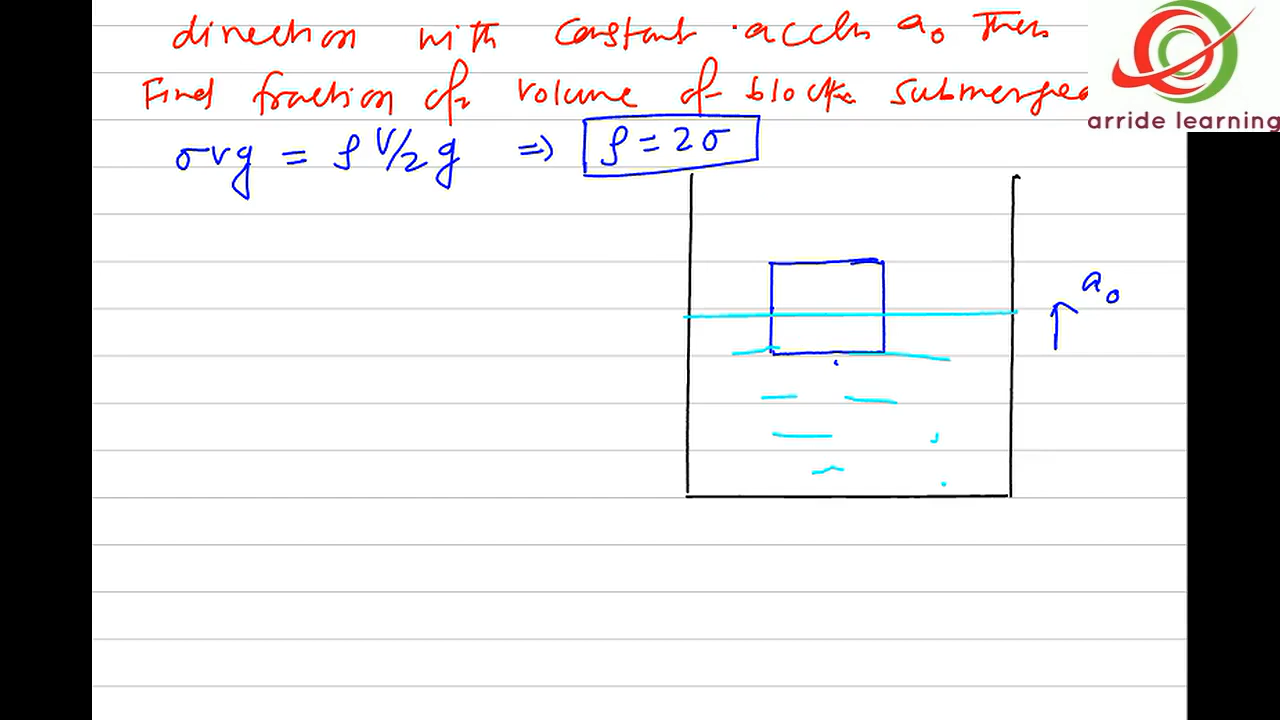 direction with constant accln a₀ then
Find fraction of volume of block submerged
arride learning
σvg = ρ V/2 g ⇒ ρ = 2σ
a₀